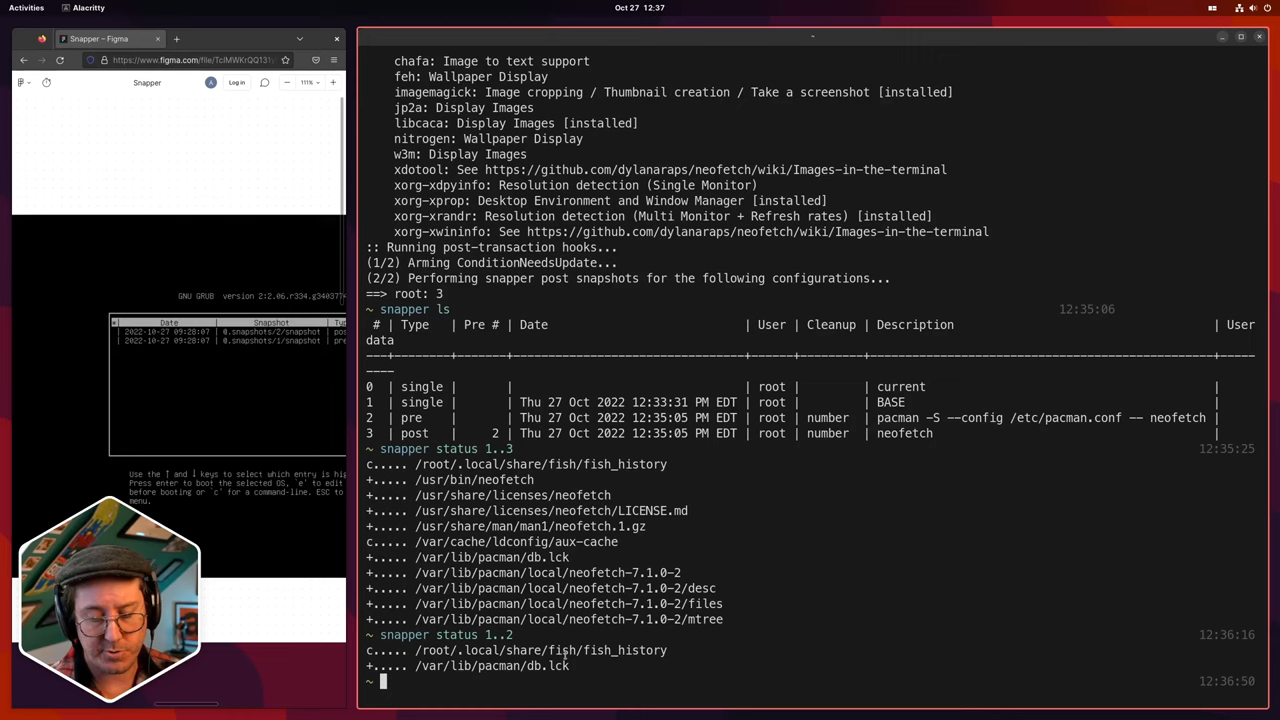 Activities
Alacritty
Oct 27 12:37
Snapper – Figma
https://www.figma.com/file/TclMWKrQQ131
Snapper
A
Log in
111%
GNU GRUB version 2:2.06.r334.g340377
Date | Snapshot | Ty
2022-10-27 09:28:07 | @.snapshots/2/snapshot | pos
2022-10-27 09:28:07 | @.snapshots/1/snapshot | pre
Use the ↑ and ↓ keys to select which entry is hig
Press enter to boot the selected OS, `e' to edit
before booting or `c' for a command-line. ESC to
menu.
~
chafa: Image to text support
feh: Wallpaper Display
imagemagick: Image cropping / Thumbnail creation / Take a screenshot [installed]
jp2a: Display Images
libcaca: Display Images [installed]
nitrogen: Wallpaper Display
w3m: Display Images
xdotool: See https://github.com/dylanaraps/neofetch/wiki/Images-in-the-terminal
xorg-xdpyinfo: Resolution detection (Single Monitor)
xorg-xprop: Desktop Environment and Window Manager [installed]
xorg-xrandr: Resolution detection (Multi Monitor + Refresh rates) [installed]
xorg-xwininfo: See https://github.com/dylanaraps/neofetch/wiki/Images-in-the-terminal
:: Running post-transaction hooks...
(1/2) Arming ConditionNeedsUpdate...
(2/2) Performing snapper post snapshots for the following configurations...
==> root: 3
~ snapper ls 12:35:06
# | Type | Pre # | Date | User | Cleanup | Description | User
data
---+--------+-------+---------------------------------+------+---------+---------------------------------------------+-----
----
0 | single | | | root | | current |
1 | single | | Thu 27 Oct 2022 12:33:31 PM EDT | root | | BASE |
2 | pre | | Thu 27 Oct 2022 12:35:05 PM EDT | root | number | pacman -S --config /etc/pacman.conf -- neofetch |
3 | post | 2 | Thu 27 Oct 2022 12:35:05 PM EDT | root | number | neofetch |
~ snapper status 1..3 12:35:25
c..... /root/.local/share/fish/fish_history
+..... /usr/bin/neofetch
+..... /usr/share/licenses/neofetch
+..... /usr/share/licenses/neofetch/LICENSE.md
+..... /usr/share/man/man1/neofetch.1.gz
c..... /var/cache/ldconfig/aux-cache
+..... /var/lib/pacman/db.lck
+..... /var/lib/pacman/local/neofetch-7.1.0-2
+..... /var/lib/pacman/local/neofetch-7.1.0-2/desc
+..... /var/lib/pacman/local/neofetch-7.1.0-2/files
+..... /var/lib/pacman/local/neofetch-7.1.0-2/mtree
~ snapper status 1..2 12:36:16
c..... /root/.local/share/fish/fish_history
+..... /var/lib/pacman/db.lck
~ 12:36:50